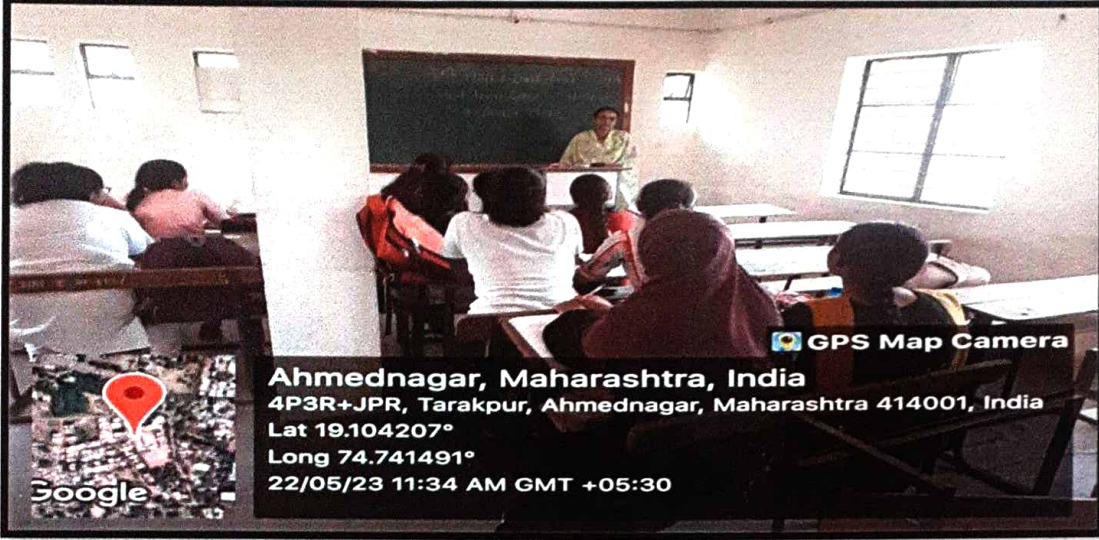 GPS Map Camera
Ahmednagar, Maharashtra, India
4P3R+JPR, Tarakpur, Ahmednagar, Maharashtra 414001, India
Lat 19.104207°
Long 74.741491°
22/05/23 11:34 AM GMT +05:30
Google